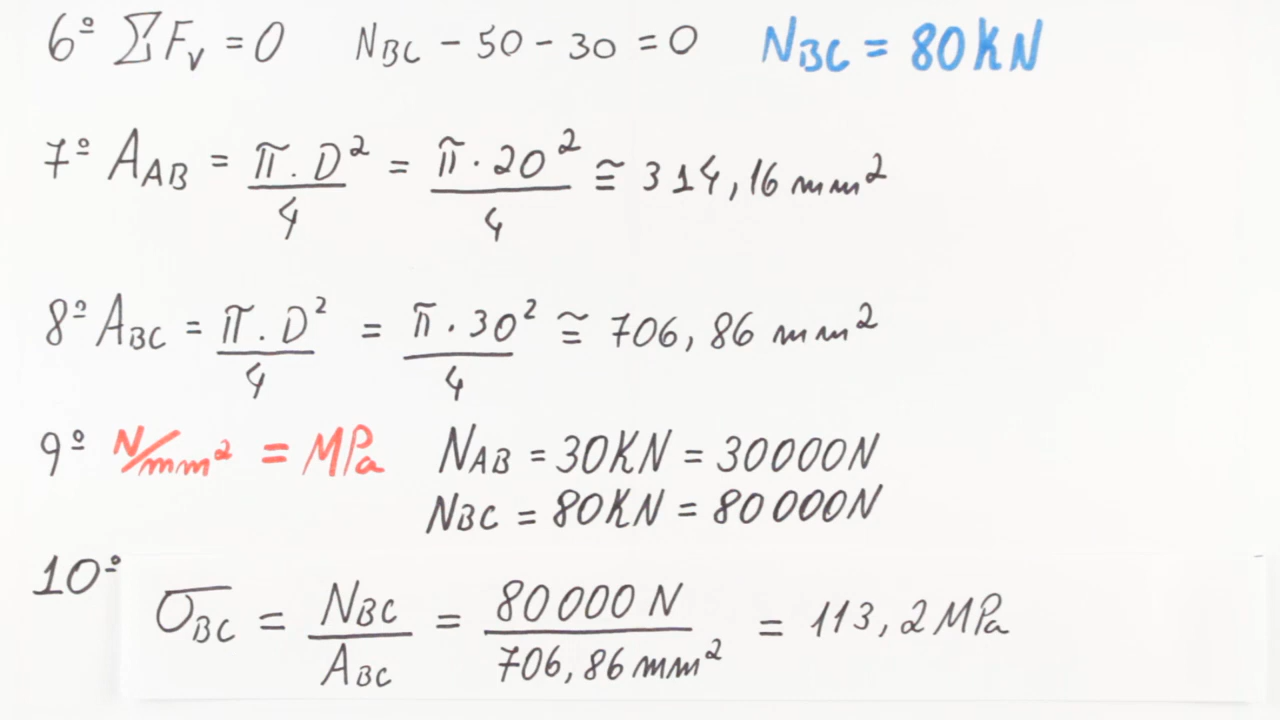 6º ∑Fv = 0 NBC - 50 - 30 = 0 NBC = 80KN
7º AAB = π . D² / 4 = π . 20² / 4 ≅ 314,16 mm²
8º ABC = π . D² / 4 = π . 30² / 4 ≅ 706,86 mm²
9º N/mm² = MPa NAB = 30KN = 30000N
NBC = 80KN = 80000N
10º σBC = NBC / ABC = 80000 N / 706,86 mm² = 113,2 MPa